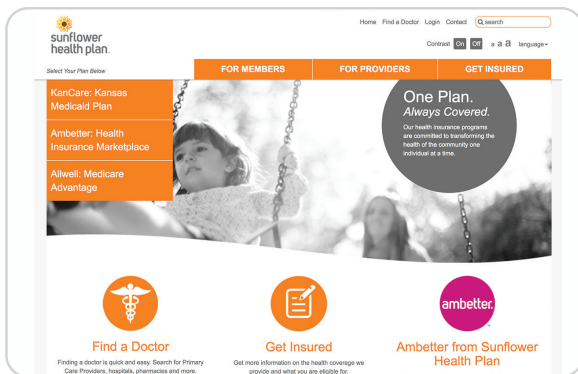 sunflower
health plan.
Home Find a Doctor Login Contact search
Contrast On Off a a a language
Select Your Plan Below
FOR MEMBERS FOR PROVIDERS GET INSURED
KanCare: Kansas
Medicaid Plan
Ambetter: Health
Insurance Marketplace
Allwell: Medicare
Advantage
One Plan.
Always Covered.
Our health insurance programs
are committed to transforming the
health of the community one
individual at a time.
ambetter.
Find a Doctor
Finding a doctor is quick and easy. Search for Primary
Care Providers, hospitals, pharmacies and more.
Get Insured
Get more information on the health coverage we
provide and what you are eligible for.
Ambetter from Sunflower
Health Plan